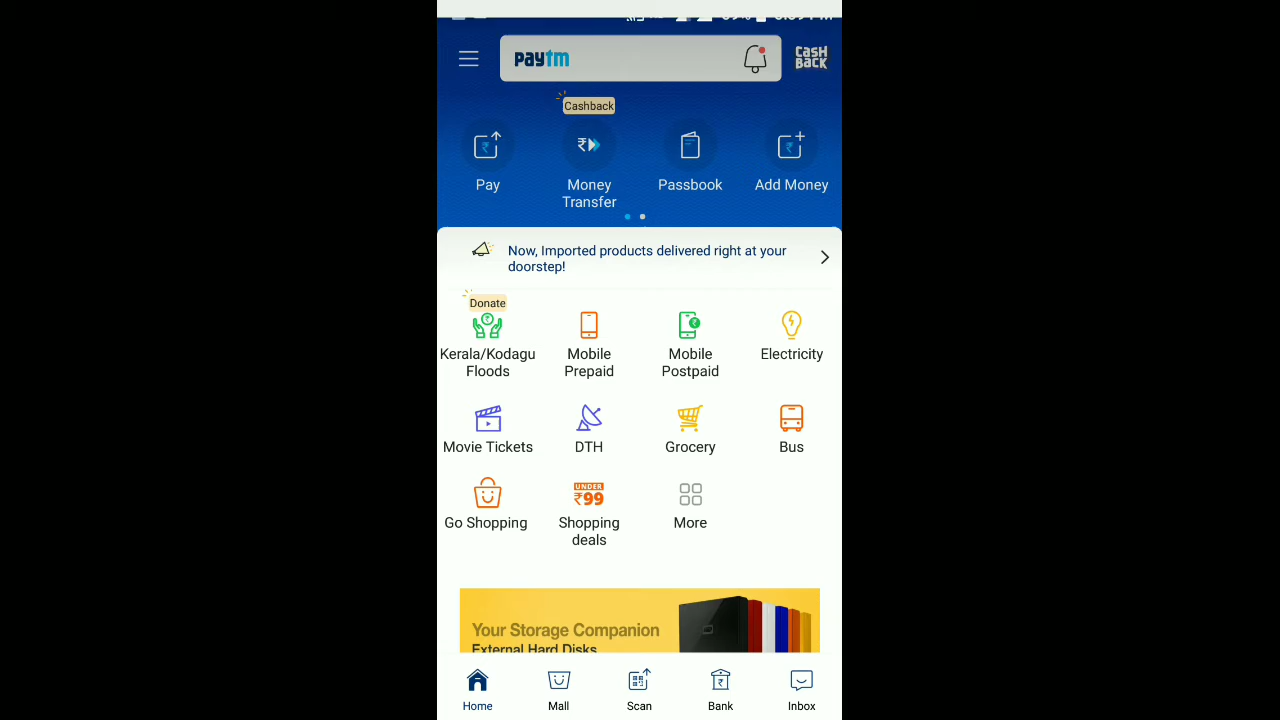 paytm
CASH
BACK
Cashback
Pay
Money
Transfer
Passbook
Add Money
Now, Imported products delivered right at your
doorstep!
Donate
Kerala/Kodagu
Floods
Mobile
Prepaid
Mobile
Postpaid
Electricity
Movie Tickets
DTH
Grocery
Bus
Go Shopping
UNDER
₹99
Shopping
deals
More
Your Storage Companion
External Hard Disks
Home
Mall
Scan
Bank
Inbox